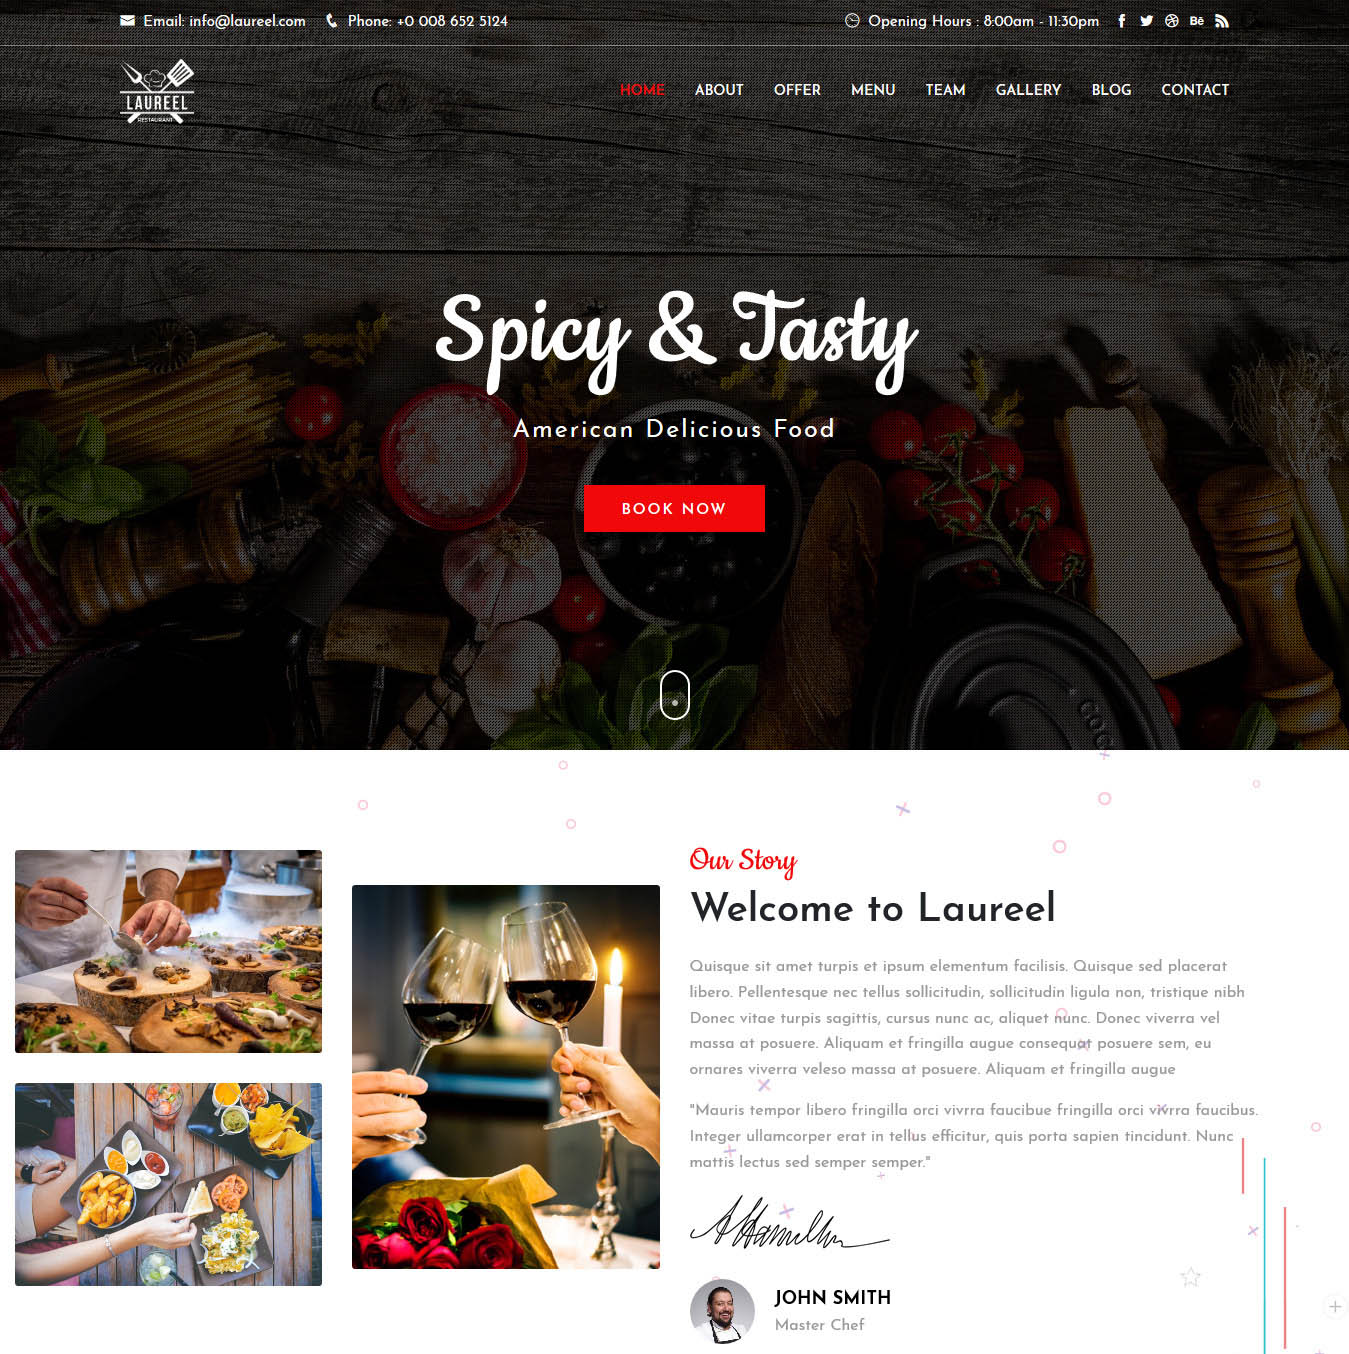 Email: info@laureel.com Phone: +0 008 652 5124 Opening Hours : 8:00am - 11:30pm Bē
LAUREEL
RESTAURANT
HOME ABOUT OFFER MENU TEAM GALLERY BLOG CONTACT
Spicy & Tasty
American Delicious Food
BOOK NOW
Our Story
Welcome to Laureel
Quisque sit amet turpis et ipsum elementum facilisis. Quisque sed placerat
libero. Pellentesque nec tellus sollicitudin, sollicitudin ligula non, tristique nibh
Donec vitae turpis sagittis, cursus nunc ac, aliquet nunc. Donec viverra vel
massa at posuere. Aliquam et fringilla augue consequat posuere sem, eu
ornares viverra veleso massa at posuere. Aliquam et fringilla augue
"Mauris tempor libero fringilla orci vivrra faucibue fringilla orci vivrra faucibus.
Integer ullamcorper erat in tellus efficitur, quis porta sapien tincidunt. Nunc
mattis lectus sed semper semper."
JOHN SMITH
Master Chef